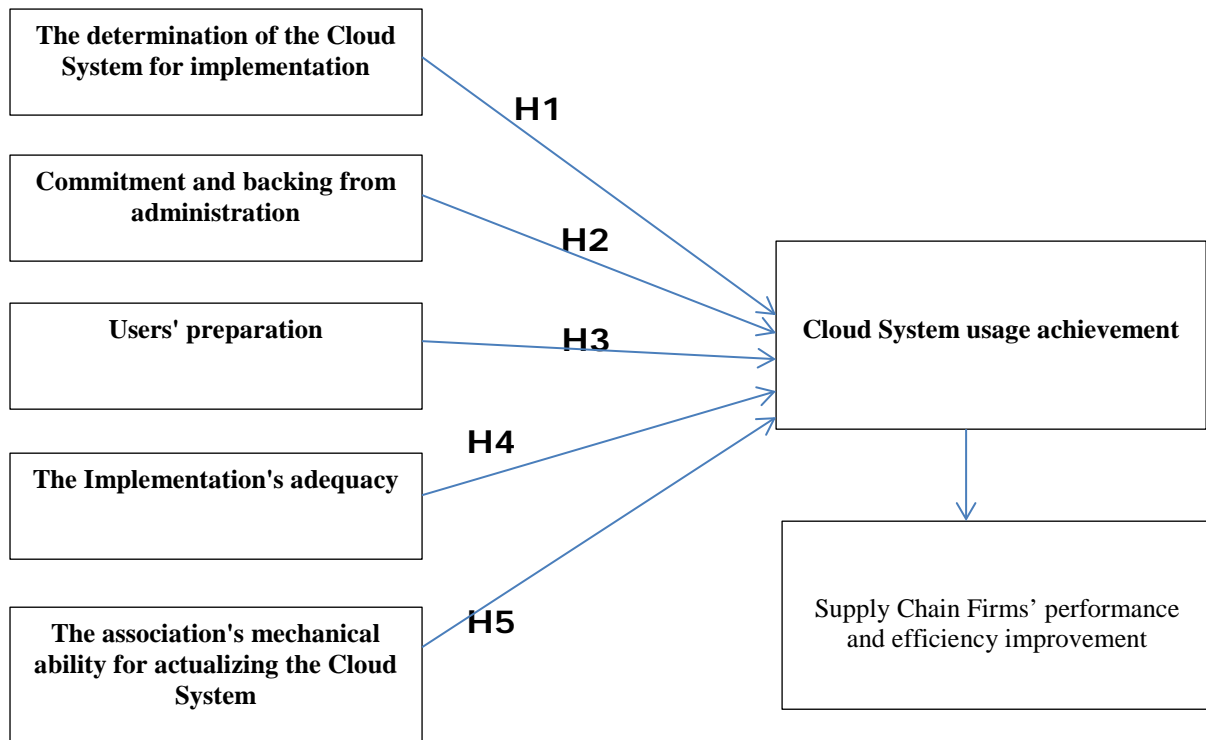 The determination of the Cloud
System for implementation
H1
Commitment and backing from
administration
H2
Users' preparation
H3
The Implementation's adequacy
H4
The association's mechanical
ability for actualizing the Cloud
System
H5
Cloud System usage achievement
Supply Chain Firms’ performance
and efficiency improvement